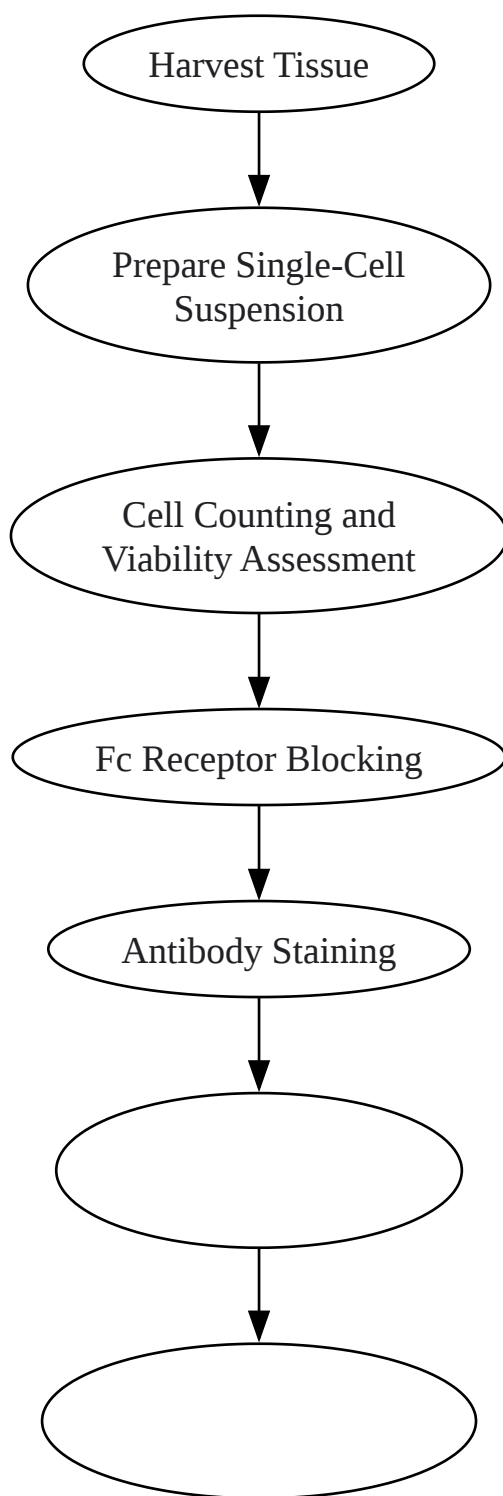 Harvest Tissue
Prepare Single-Cell
Suspension
Cell Counting and
Viability Assessment
Fc Receptor Blocking
Antibody Staining